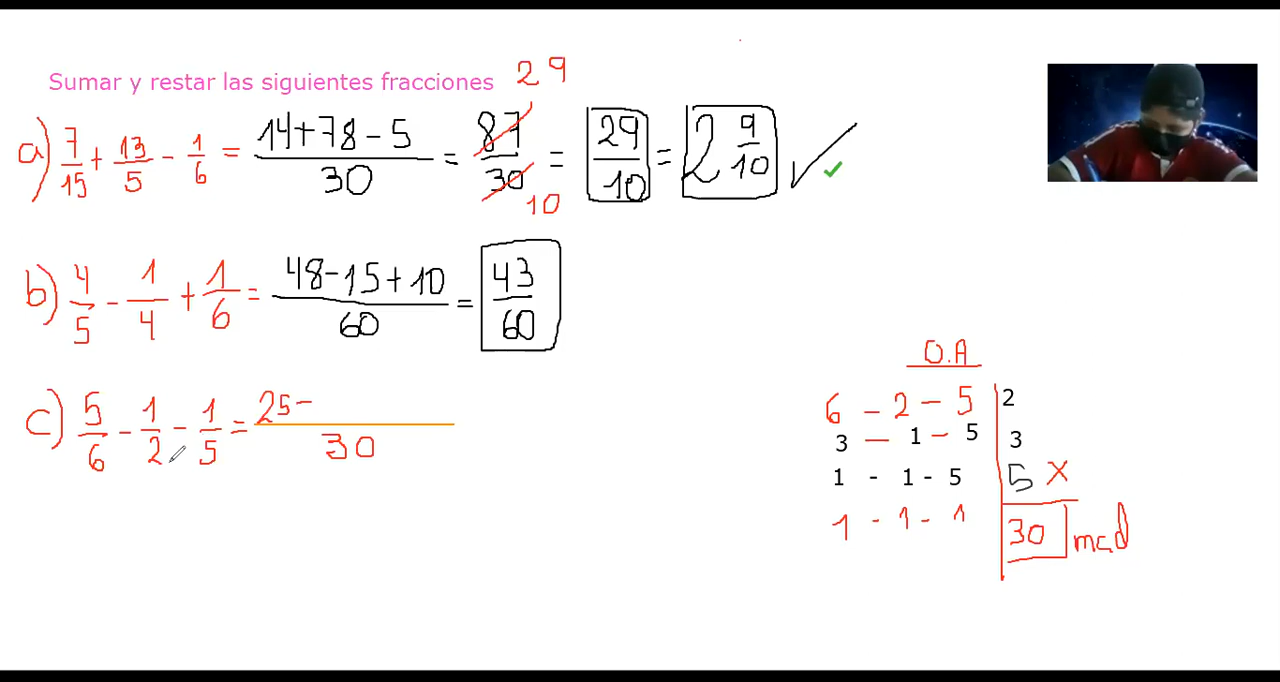 Sumar y restar las siguientes fracciones
a) 7/15 + 13/5 - 1/6 = (14+78-5)/30 = 87/30 29 10 = 29/10 = 2 9/10 ✓ ✓
b) 4/5 - 1/4 + 1/6 = (48-15+10)/60 = 43/60
c) 5/6 - 1/2 - 1/5 = (25-)/30
O.A
6 - 2 - 5 | 2
3 - 1 - 5 | 3
1 - 1 - 5 | 5 x
1 - 1 - 1 | 30 mcd